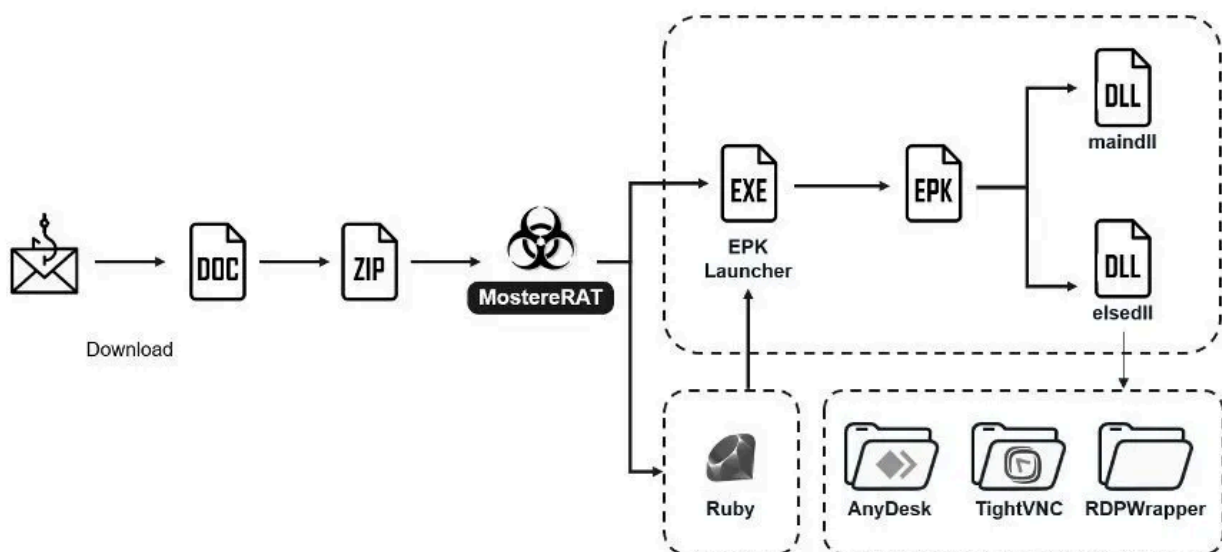 DLL
maindll
EXE
EPK
EPK
Launcher
DOC
ZIP
MostereRAT
DLL
elsedll
Download
Ruby
AnyDesk
TightVNC
RDPWrapper